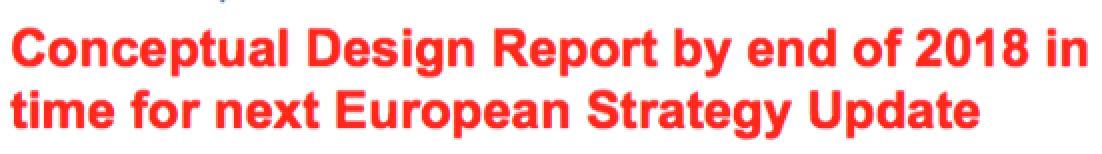 Conceptual Design Report by end of 2018 in
time for next European Strategy Update